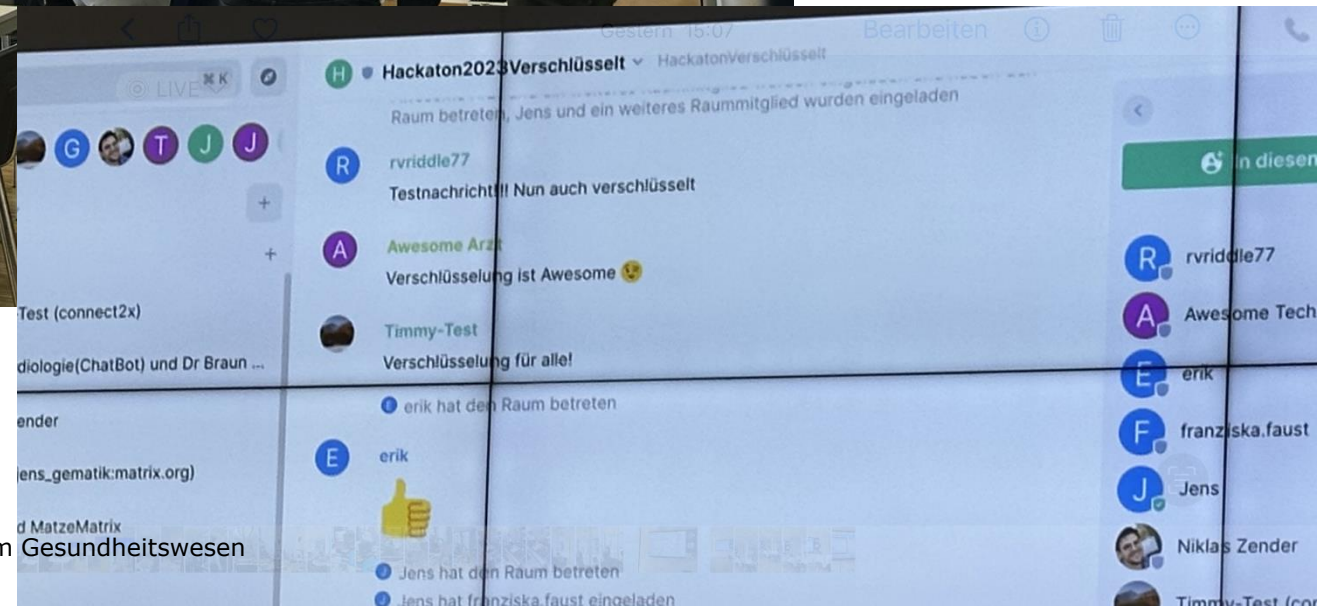 Gestern 15:07
Bearbeiten
LIVE
⌘ K
H
Hackaton2023Verschlüsselt
HackatonVerschlüsselt
Raum betreten, Jens und ein weiteres Raummitglied wurden eingeladen
G
T
J
J
R
rvriddle77
Testnachricht!!!! Nun auch verschlüsselt
+
+
A
Awesome Arzt
Verschlüsselung ist Awesome 😉
Timmy-Test
Verschlüsselung für alle!
erik hat den Raum betreten
E
erik
👍
Jens hat den Raum betreten
Jens hat franziska.faust eingeladen
Test (connect2x)
diologie(ChatBot) und Dr Braun ...
ender
ens_gematik:matrix.org)
d MatzeMatrix
m Gesundheitswesen
In diesen
R
rvriddle77
A
Awesome Tech
E
erik
F
franziska.faust
J
Jens
Niklas Zender
Timmy-Test (con